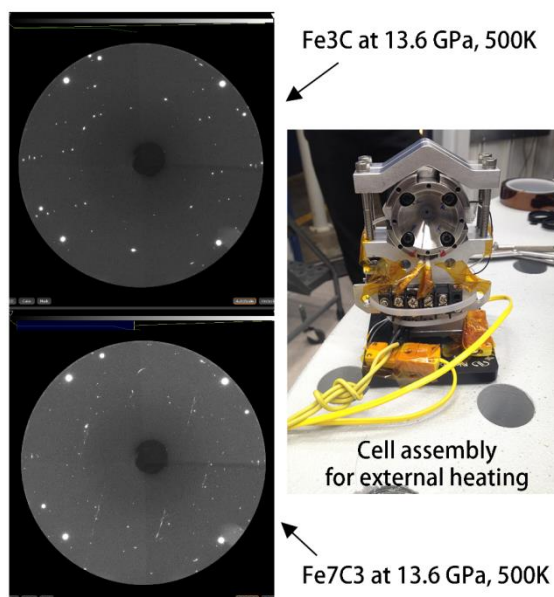 Fe3C at 13.6 GPa, 500K
Cell assembly
for external heating
Fe7C3 at 13.6 GPa, 500K